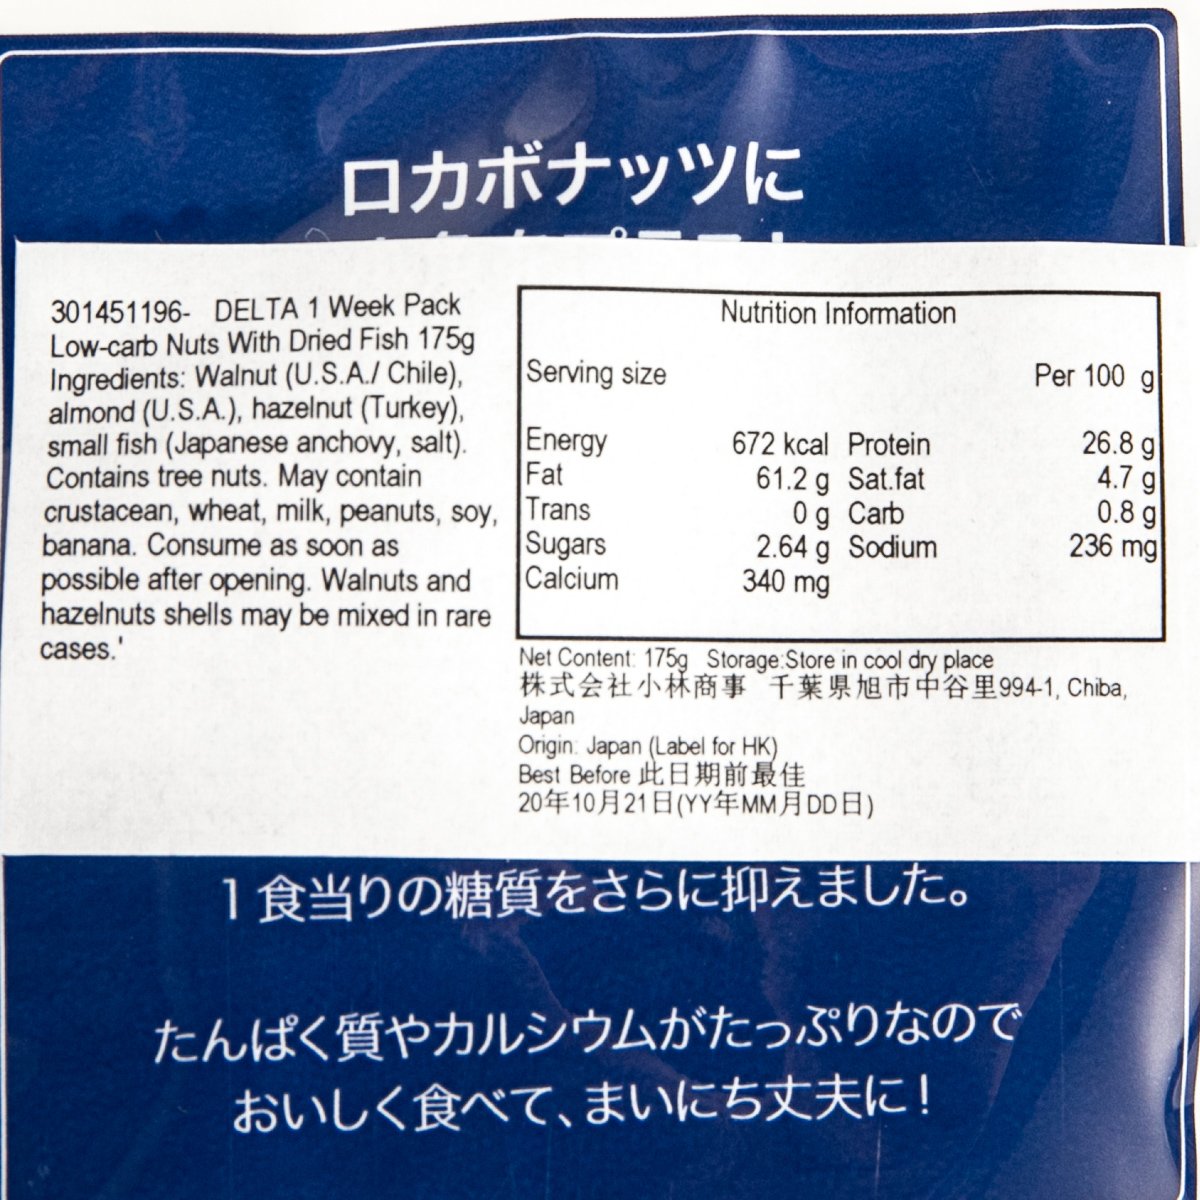 ロカボナッツに
301451196- DELTA 1 Week Pack
Low-carb Nuts With Dried Fish 175g
Ingredients: Walnut (U.S.A./ Chile),
almond (U.S.A.), hazelnut (Turkey),
small fish (Japanese anchovy, salt).
Contains tree nuts. May contain
crustacean, wheat, milk, peanuts, soy,
banana. Consume as soon as
possible after opening. Walnuts and
hazelnuts shells may be mixed in rare
cases.'
Nutrition Information
Serving size Per 100 g
Energy 672 kcal Protein 26.8 g
Fat 61.2 g Sat.fat 4.7 g
Trans 0 g Carb 0.8 g
Sugars 2.64 g Sodium 236 mg
Calcium 340 mg
Net Content: 175g Storage:Store in cool dry place
株式会社小林商事 千葉県旭市中谷里994-1, Chiba,
Japan
Origin: Japan (Label for HK)
Best Before 此日期前最佳
20年10月21日(YY年MM月DD日)
1食当りの糖質をさらに抑えました。
たんぱく質やカルシウムがたっぷりなので
おいしく食べて、まいにち丈夫に！